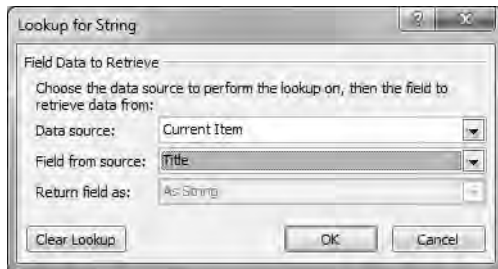 Lookup for String
?
Field Data to Retrieve
Choose the data source to perform the lookup on, then the field to
retrieve data from:
Data source: Current Item
Field from source: Title
Return field as: As String
Clear Lookup OK Cancel